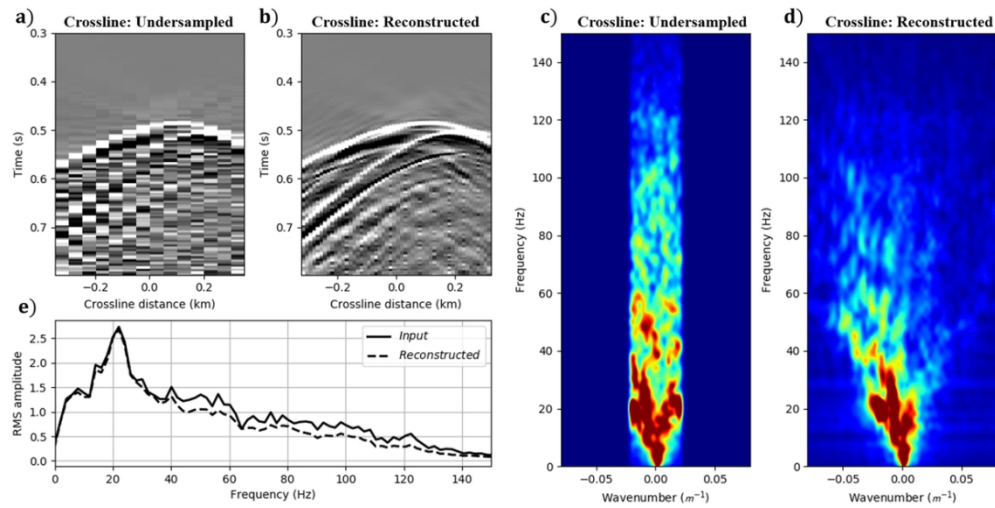 a) Crossline: Undersampled
b) Crossline: Reconstructed
c) Crossline: Undersampled
d) Crossline: Reconstructed
0.3
0.4
0.5
0.6
0.7
Time (s)
−0.2 0.0 0.2
Crossline distance (km)
0.3
0.4
0.5
0.6
0.7
Time (s)
−0.2 0.0 0.2
Crossline distance (km)
140
120
100
80
60
40
20
0
Frequency (Hz)
−0.05 0.00 0.05
Wavenumber (m⁻¹)
140
120
100
80
60
40
20
0
Frequency (Hz)
−0.05 0.00 0.05
Wavenumber (m⁻¹)
e)
2.5
2.0
1.5
1.0
0.5
0.0
RMS amplitude
Input
Reconstructed
0 20 40 60 80 100 120 140
Frequency (Hz)